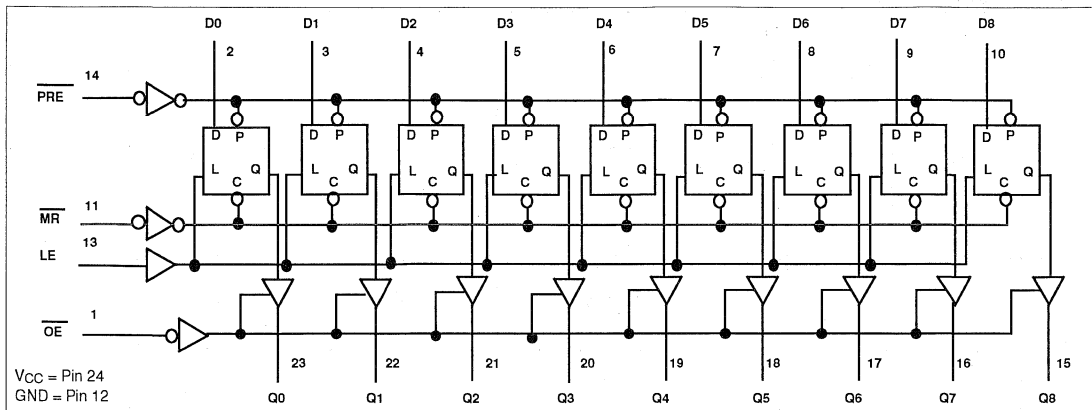 D0 D1 D2 D3 D4 D5 D6 D7 D8
2 3 4 5 6 7 8 9 10
14
PRE
D P D P D P D P D P D P D P D P D P
L Q L Q L Q L Q L Q L Q L Q L Q L Q
C C C C C C C C C
11
MR
13
LE
1
OE
23 22 21 20 19 18 17 16 15
VCC = Pin 24
GND = Pin 12
Q0 Q1 Q2 Q3 Q4 Q5 Q6 Q7 Q8